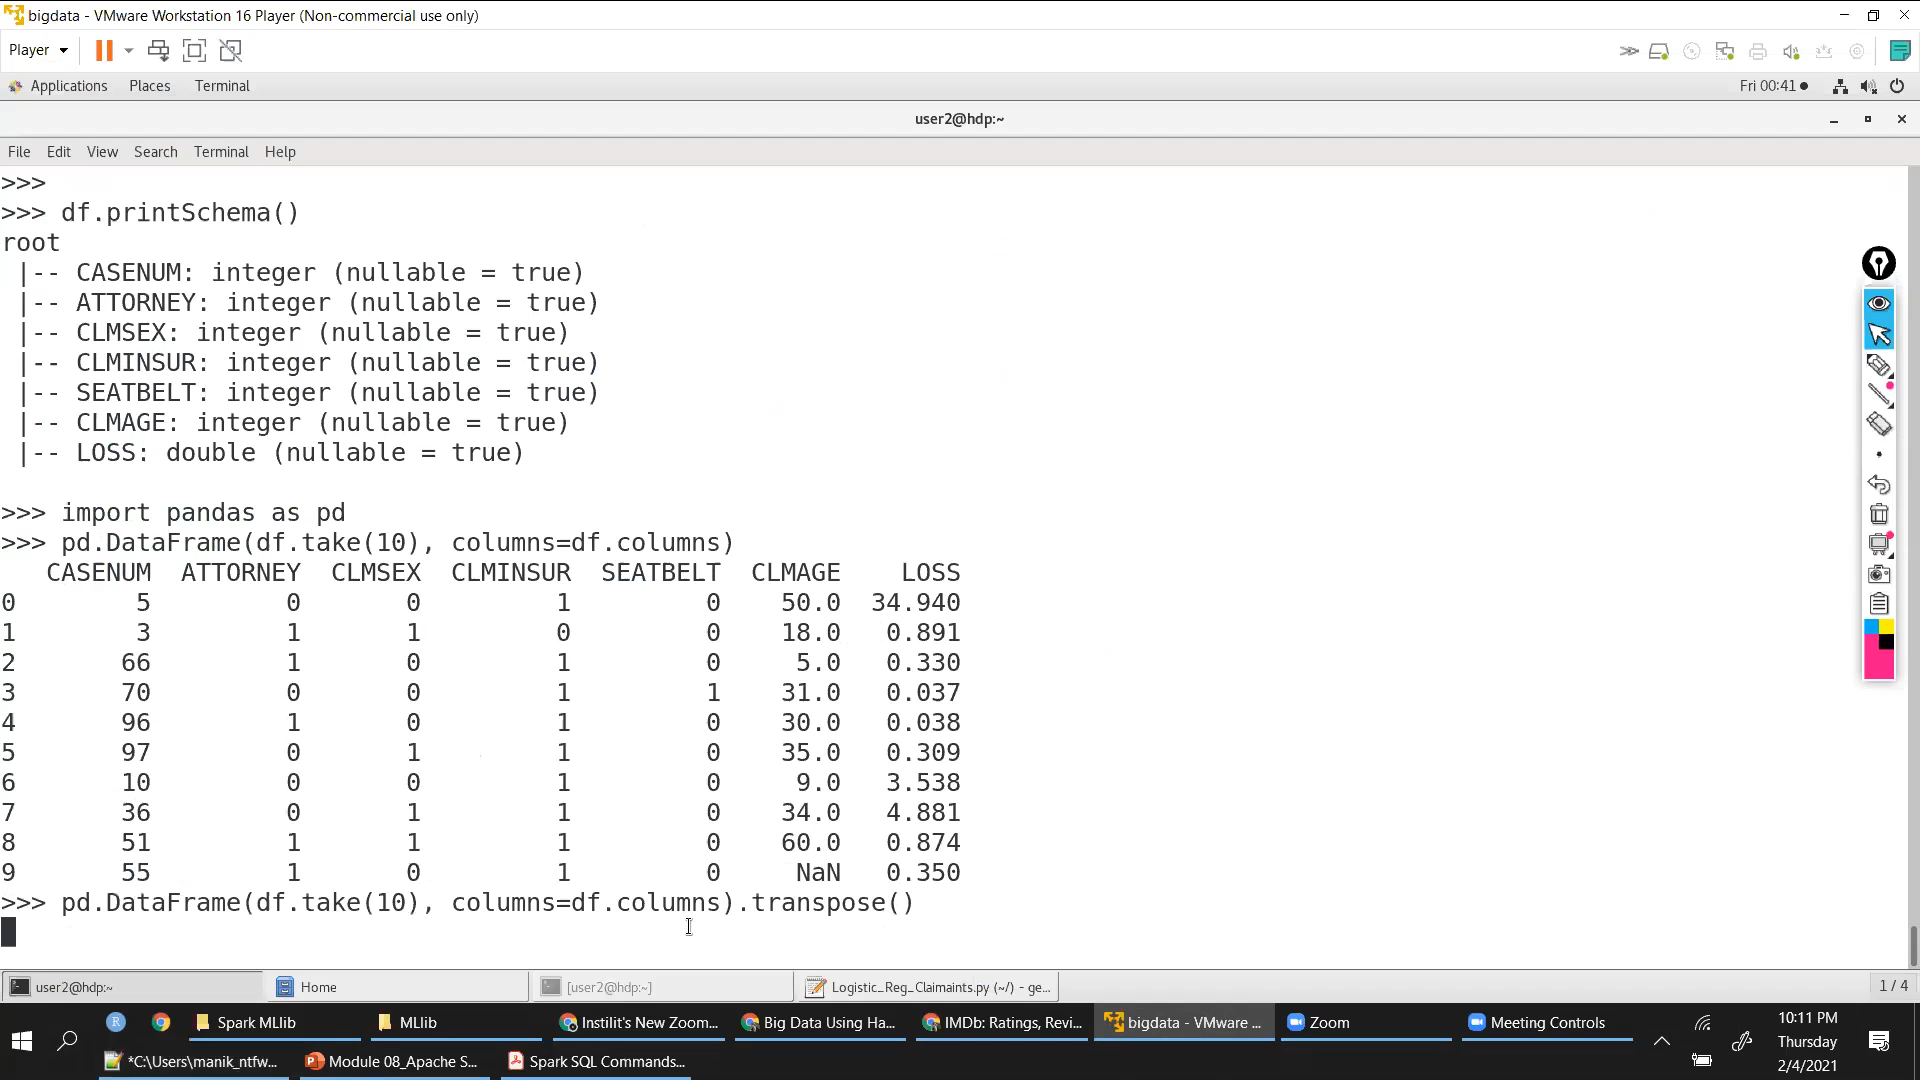 bigdata - VMware Workstation 16 Player (Non-commercial use only)
Player
Applications Places Terminal Fri 00:41
user2@hdp:~
File Edit View Search Terminal Help
>>>
>>> df.printSchema()
root
 |-- CASENUM: integer (nullable = true)
 |-- ATTORNEY: integer (nullable = true)
 |-- CLMSEX: integer (nullable = true)
 |-- CLMINSUR: integer (nullable = true)
 |-- SEATBELT: integer (nullable = true)
 |-- CLMAGE: integer (nullable = true)
 |-- LOSS: double (nullable = true)
>>> import pandas as pd
>>> pd.DataFrame(df.take(10), columns=df.columns)
   CASENUM  ATTORNEY  CLMSEX  CLMINSUR  SEATBELT  CLMAGE    LOSS
0        5         0       0         1         0    50.0  34.940
1        3         1       1         0         0    18.0   0.891
2       66         1       0         1         0     5.0   0.330
3       70         0       0         1         1    31.0   0.037
4       96         1       0         1         0    30.0   0.038
5       97         0       1         1         0    35.0   0.309
6       10         0       0         1         0     9.0   3.538
7       36         0       1         1         0    34.0   4.881
8       51         1       1         1         0    60.0   0.874
9       55         1       0         1         0     NaN   0.350
>>> pd.DataFrame(df.take(10), columns=df.columns).transpose()
user2@hdp:~ Home [user2@hdp:~] Logistic_Reg_Claimaints.py (~/) - ge... 1 / 4
Spark MLlib MLlib Instilit's New Zoom... Big Data Using Ha... IMDb: Ratings, Revi... bigdata - VMware ... Zoom Meeting Controls
10:11 PM
Thursday
2/4/2021
*C:\Users\manik_ntfw... Module 08_Apache S... Spark SQL Commands...